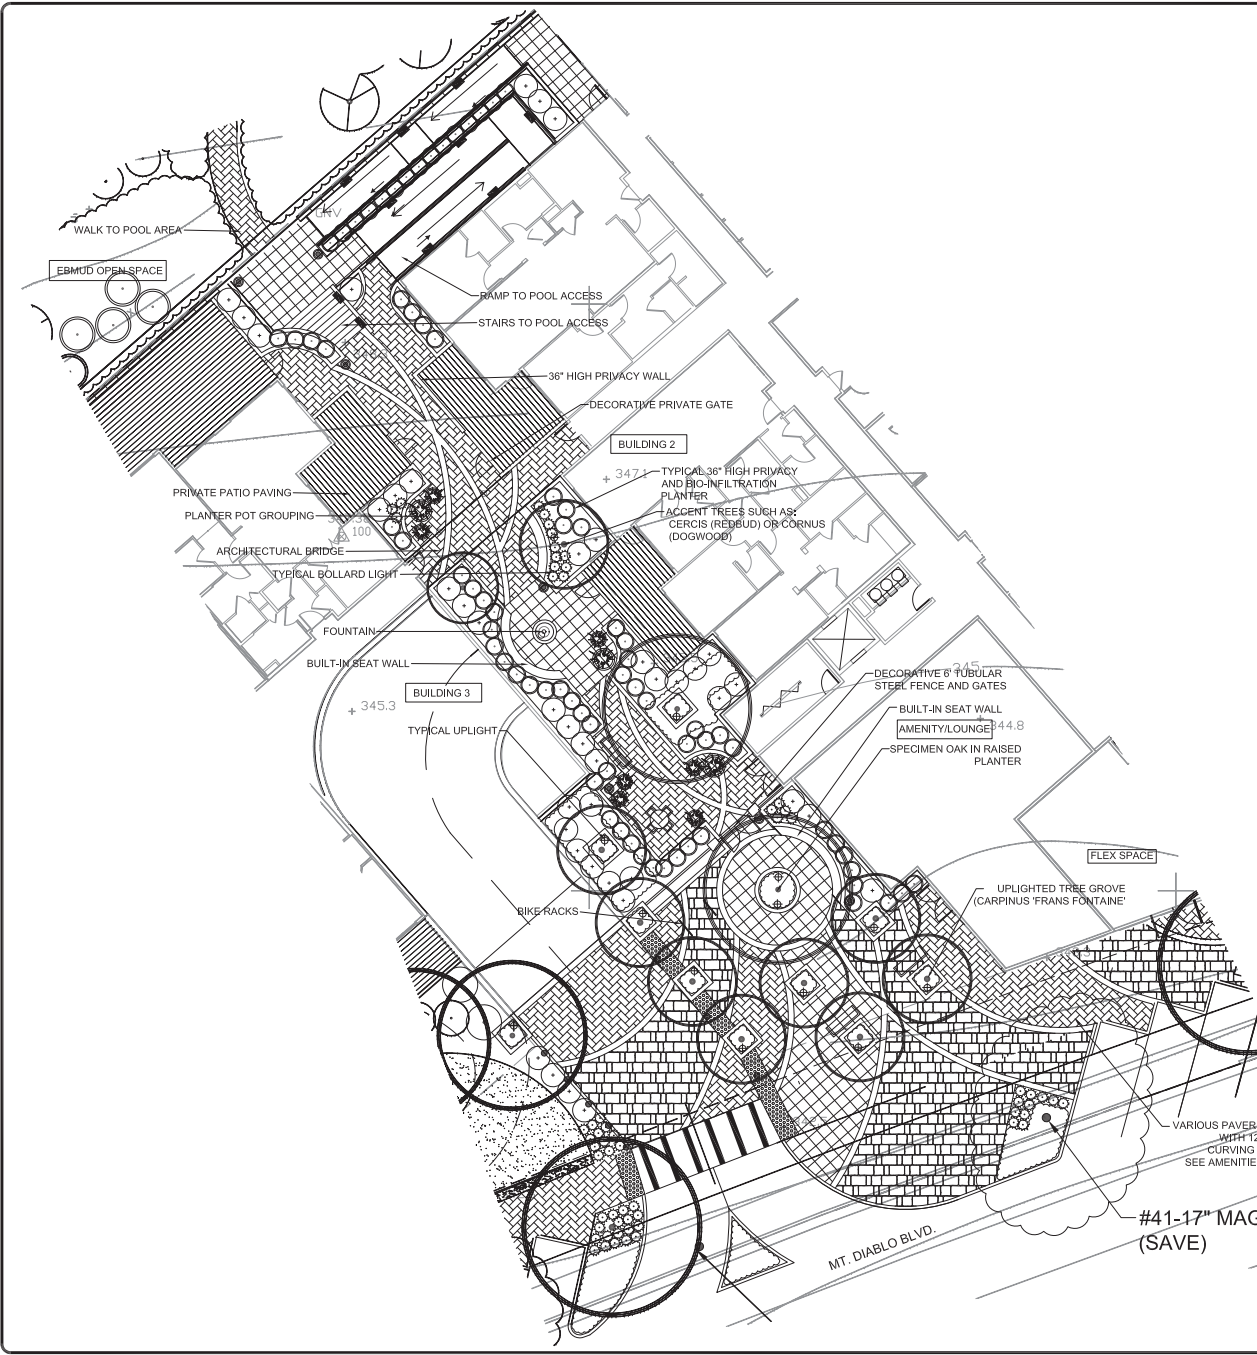 WALK TO POOL AREA
EBMUD OPEN SPACE
RAMP TO POOL ACCESS
STAIRS TO POOL ACCESS
36" HIGH PRIVACY WALL
DECORATIVE PRIVATE GATE
BUILDING 2
347.1
TYPICAL 36" HIGH PRIVACY
AND BIO-INFILTRATION
PLANTER
ACCENT TREES SUCH AS:
CERCIS (REDBUD) OR CORNUS
(DOGWOOD)
PRIVATE PATIO PAVING
PLANTER POT GROUPING
100
ARCHITECTURAL BRIDGE
TYPICAL BOLLARD LIGHT
FOUNTAIN
BUILT-IN SEAT WALL
BUILDING 3
345.3
TYPICAL UPLIGHT
345
DECORATIVE 6' TUBULAR
STEEL FENCE AND GATES
BUILT-IN SEAT WALL
AMENITY/LOUNGE
344.8
SPECIMEN OAK IN RAISED
PLANTER
FLEX SPACE
UPLIGHTED TREE GROVE
(CARPINUS 'FRANS FONTAINE'
BIKE RACKS
VARIOUS PAVER
WITH 12
CURVING
SEE AMENITIE
#41-17" MAG
(SAVE)
MT. DIABLO BLVD.